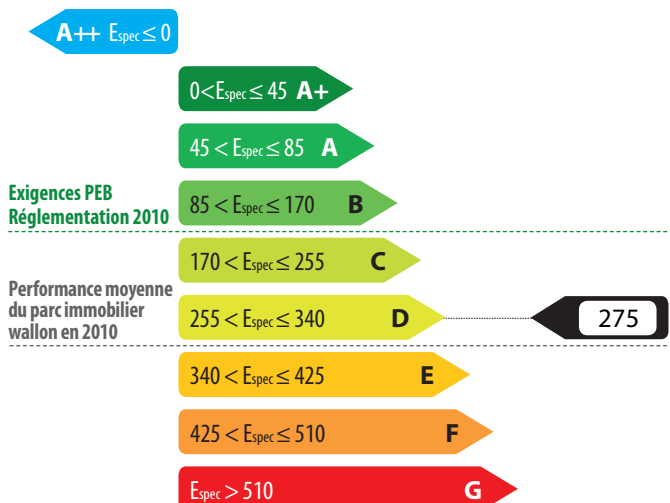 A++ Espec ≤ 0
0<Espec ≤ 45 A+
45 < Espec ≤ 85 A
Exigences PEB
Réglementation 2010
85 < Espec ≤ 170 B
170 < Espec ≤ 255 C
Performance moyenne
du parc immobilier
wallon en 2010
255 < Espec ≤ 340 D
275
340 < Espec ≤ 425 E
425 < Espec ≤ 510 F
Espec > 510 G